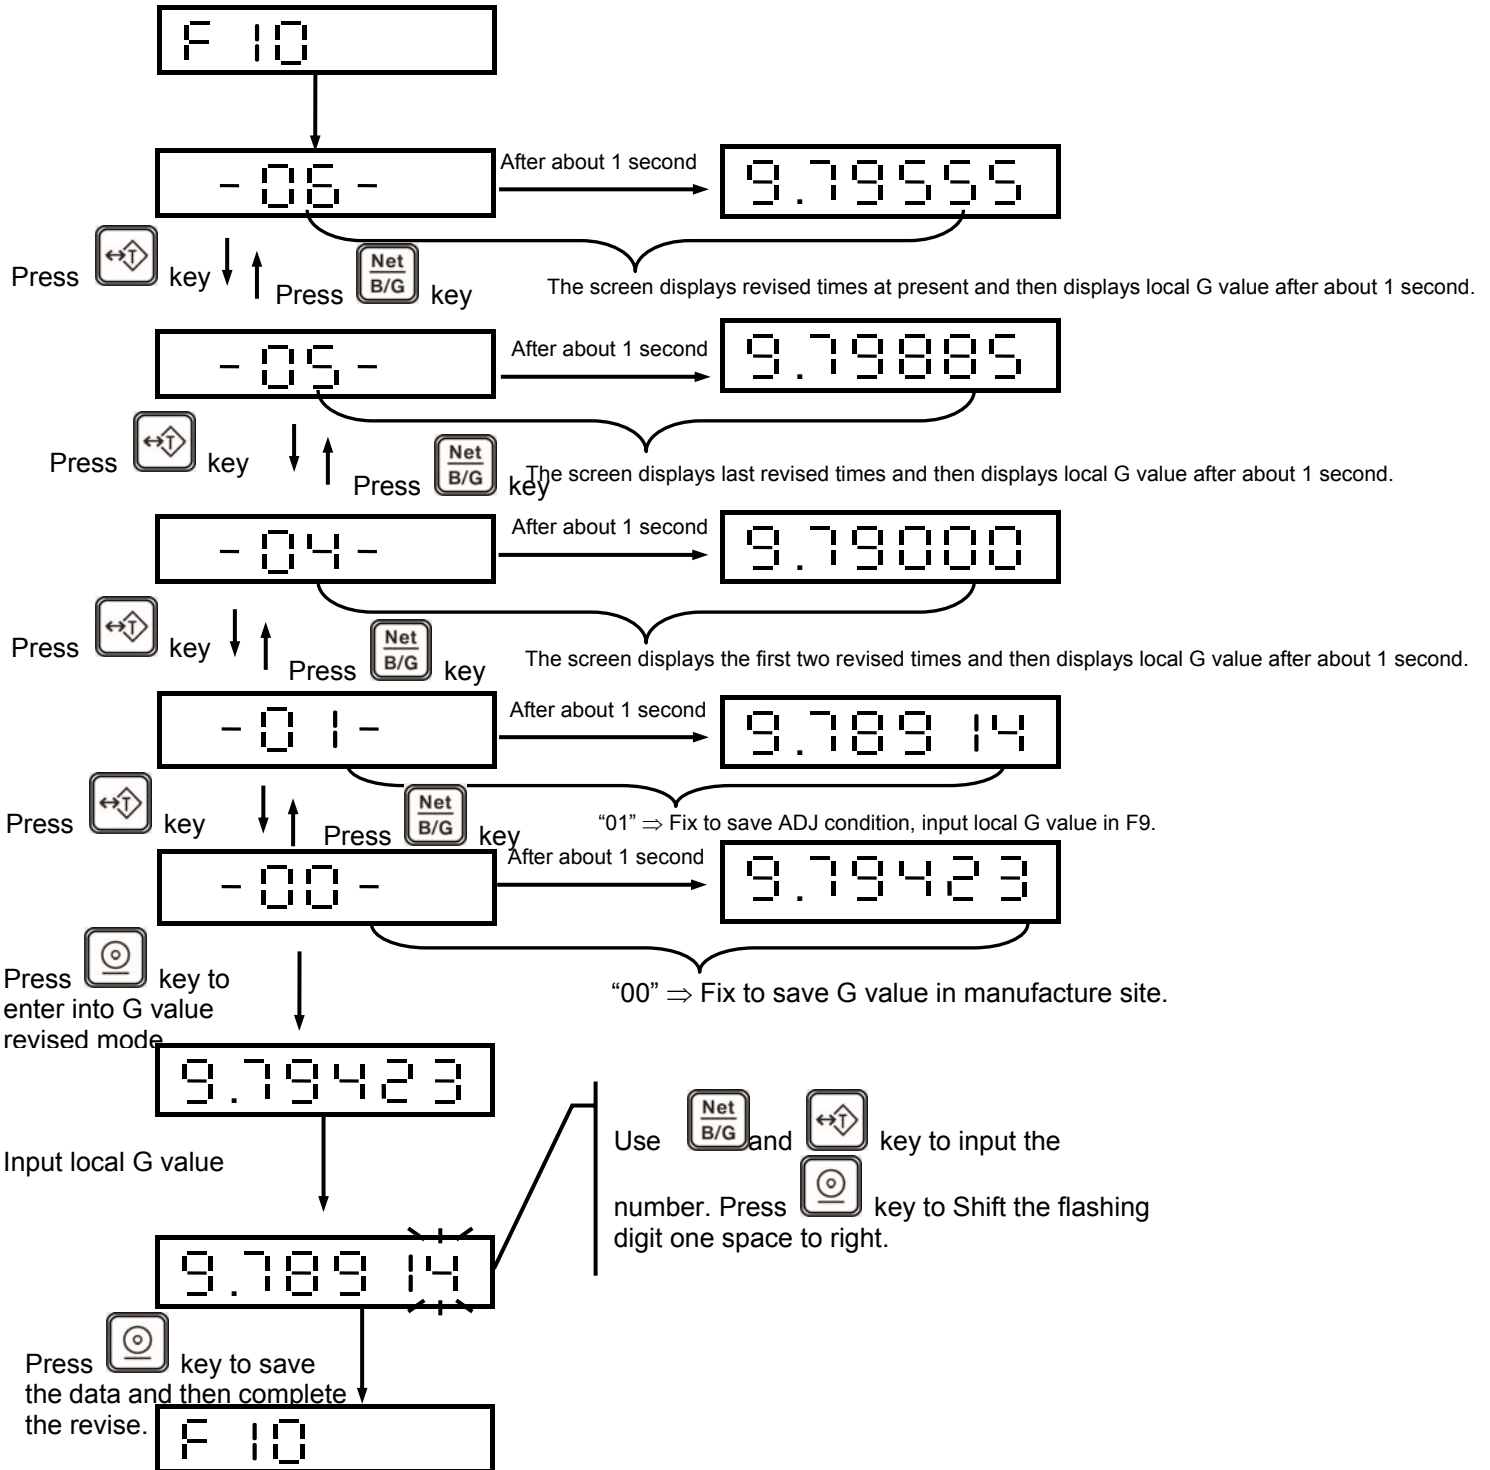 F 10
-06-
After about 1 second
9.79555
Press ↔T key
Press Net B/G key
The screen displays revised times at present and then displays local G value after about 1 second.
-05-
After about 1 second
9.79885
Press ↔T key
Press Net B/G key
The screen displays last revised times and then displays local G value after about 1 second.
-04-
After about 1 second
9.79000
Press ↔T key
Press Net B/G key
The screen displays the first two revised times and then displays local G value after about 1 second.
-01-
After about 1 second
9.78914
Press ↔T key
Press Net B/G key
“01” ⇒ Fix to save ADJ condition, input local G value in F9.
-00-
After about 1 second
9.79423
Press key to
enter into G value
revised mode
“00” ⇒ Fix to save G value in manufacture site.
9.79423
Input local G value
Use Net B/G and ↔T key to input the
number. Press key to Shift the flashing
digit one space to right.
9.78914
Press key to save
the data and then complete
the revise.
F 10